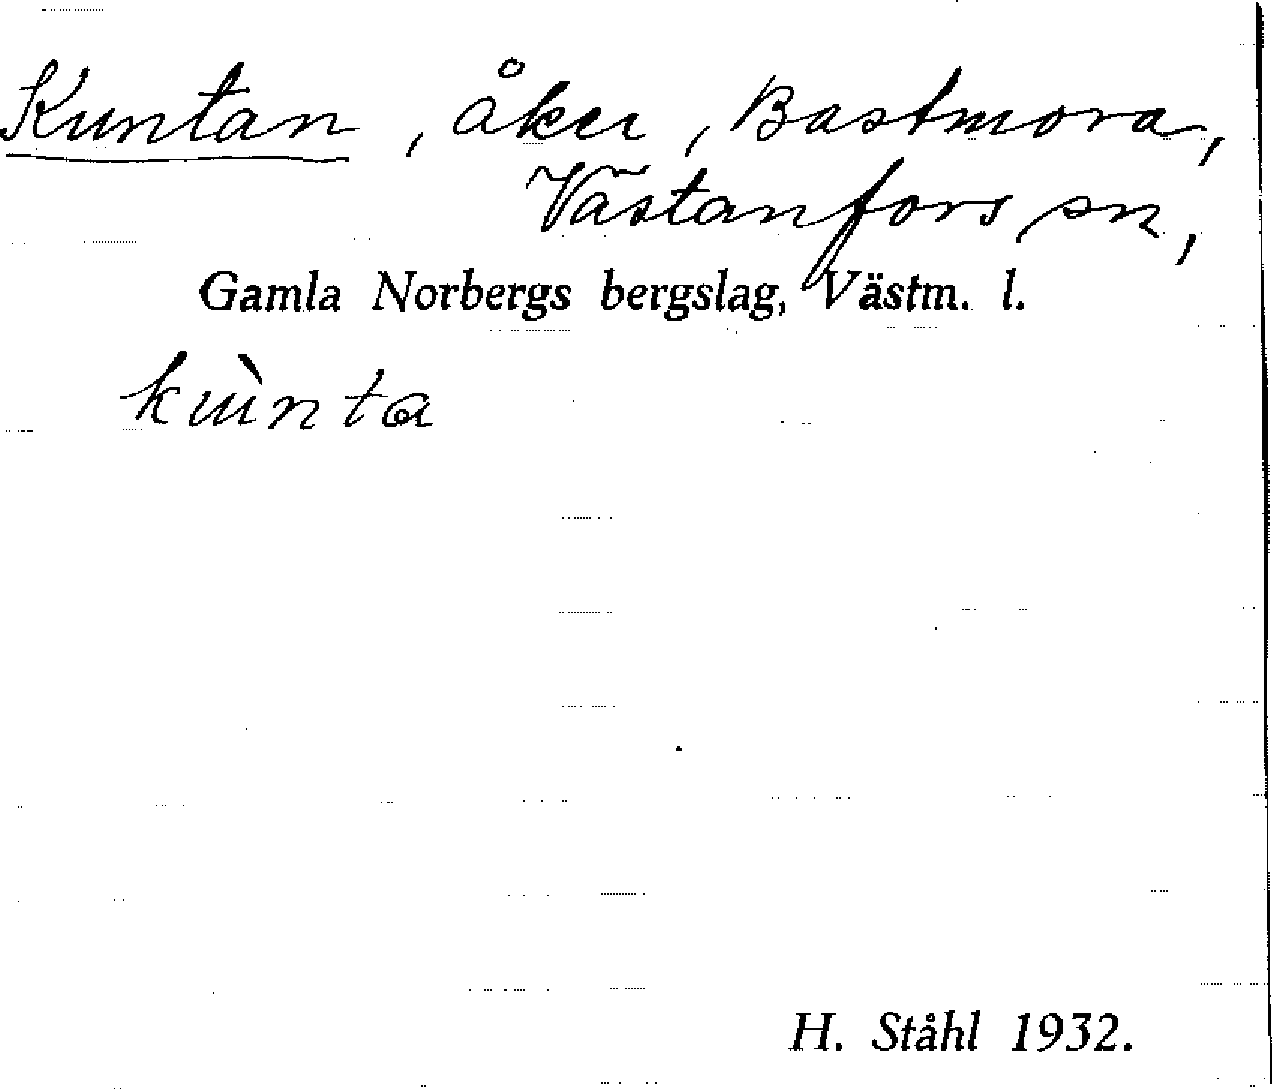 Kuntan, åker, Bastmora,
Västanfors sn,
Gamla Norbergs bergslag, Västm. l.
kùnta
H. Ståhl 1932.